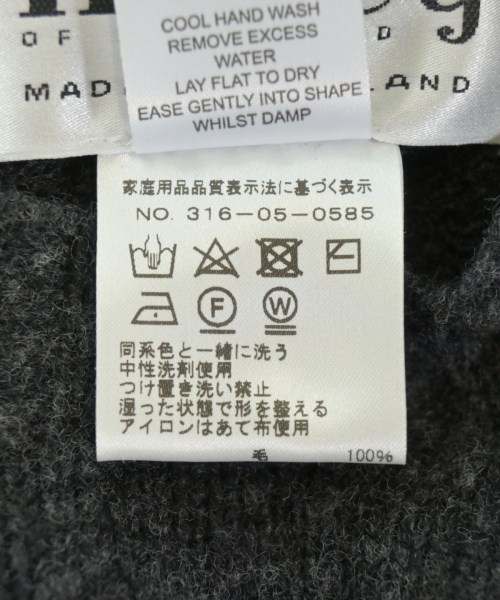 OF
D
MAD
LAND
COOL HAND WASH
REMOVE EXCESS
WATER
LAY FLAT TO DRY
EASE GENTLY INTO SHAPE
WHILST DAMP
家庭用品品質表示法に基づく表示
NO. 316-05-0585
F W
同系色と一緒に洗う
中性洗剤使用
つけ置き洗い禁止
湿った状態で形を整える
アイロンはあて布使用
毛 100%